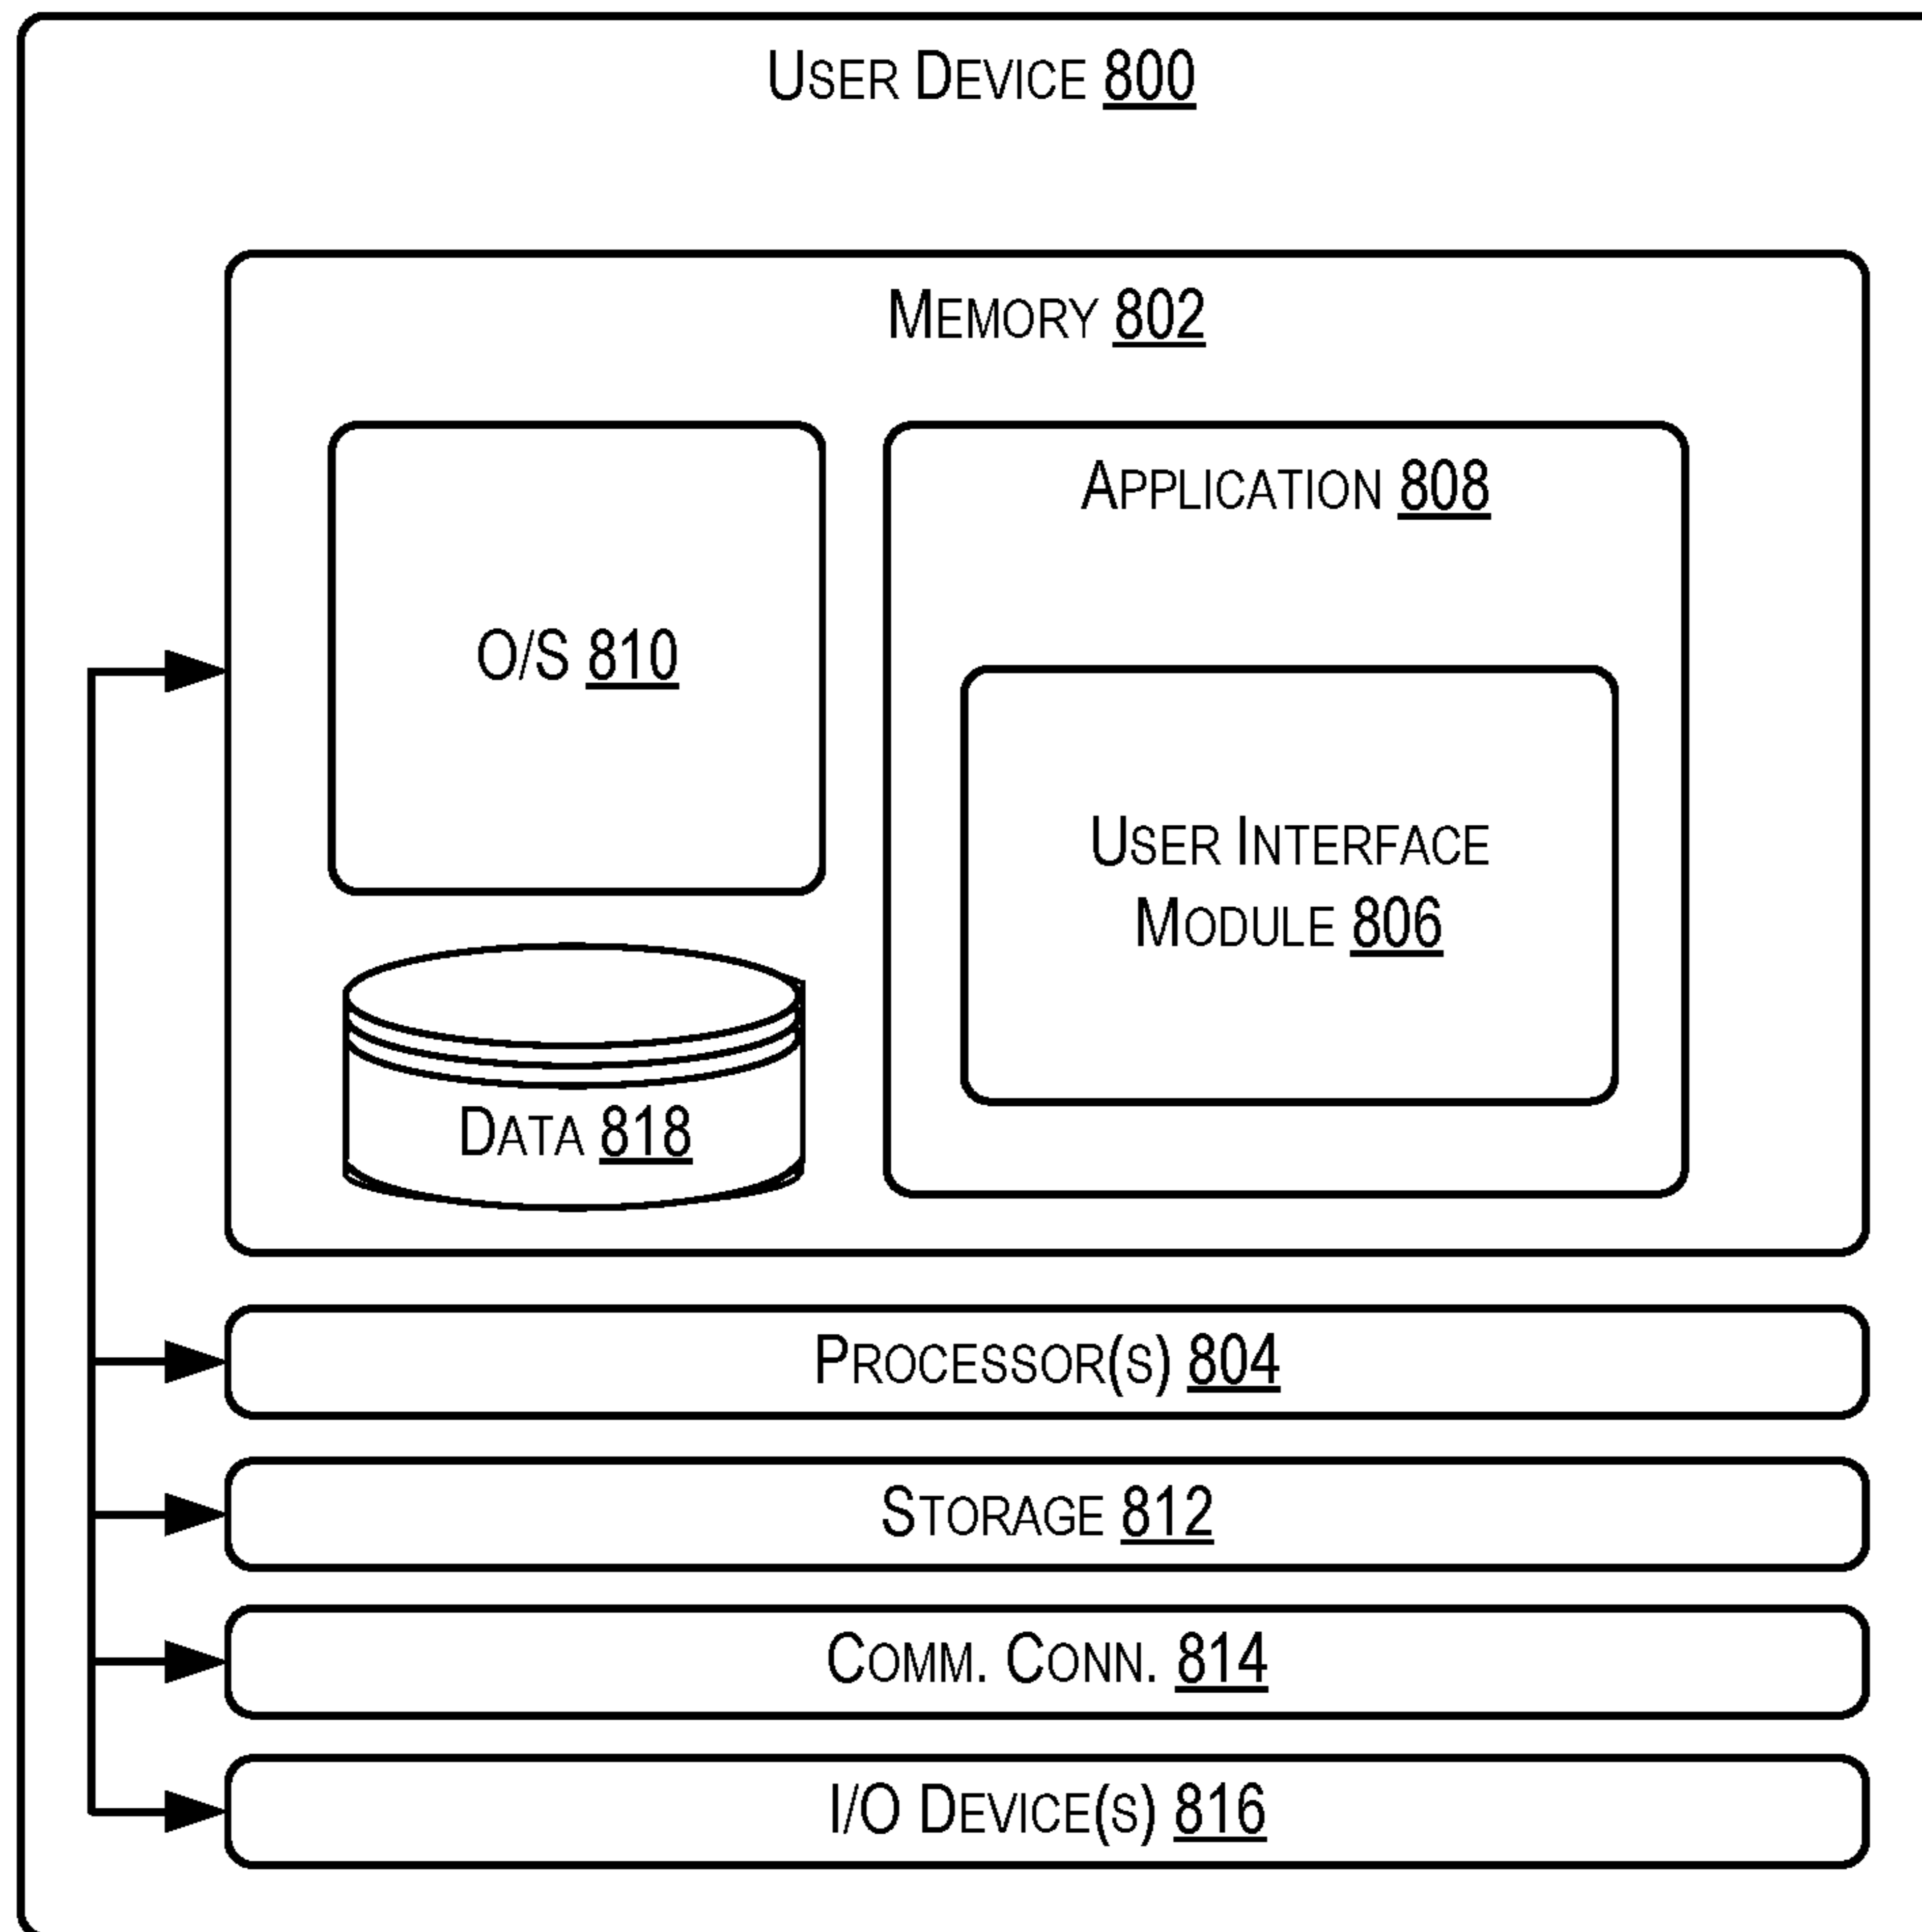 USER DEVICE 800
MEMORY 802
O/S 810
APPLICATION 808
USER INTERFACE
MODULE 806
DATA 818
PROCESSOR(S) 804
STORAGE 812
COMM. CONN. 814
I/O DEVICE(S) 816